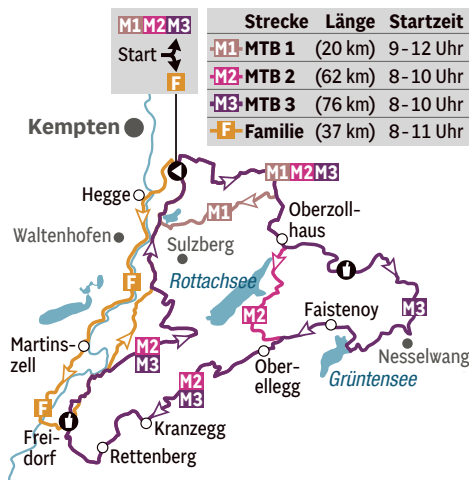 M1 M2 M3
Start
F
Strecke Länge Startzeit
M1 MTB 1 (20 km) 9-12 Uhr
M2 MTB 2 (62 km) 8-10 Uhr
M3 MTB 3 (76 km) 8-10 Uhr
F Familie (37 km) 8-11 Uhr
Kempten
M1 M2 M3
Hegge
M1
Oberzoll-
haus
Waltenhofen
Sulzberg
Rottachsee
F
M3
Faistenoy
M2
Martins-
zell
M2
M3
Nesselwang
Ober-
ellegg
Grüntensee
M2
M3
F
Frei-
dorf
Kranzegg
Rettenberg